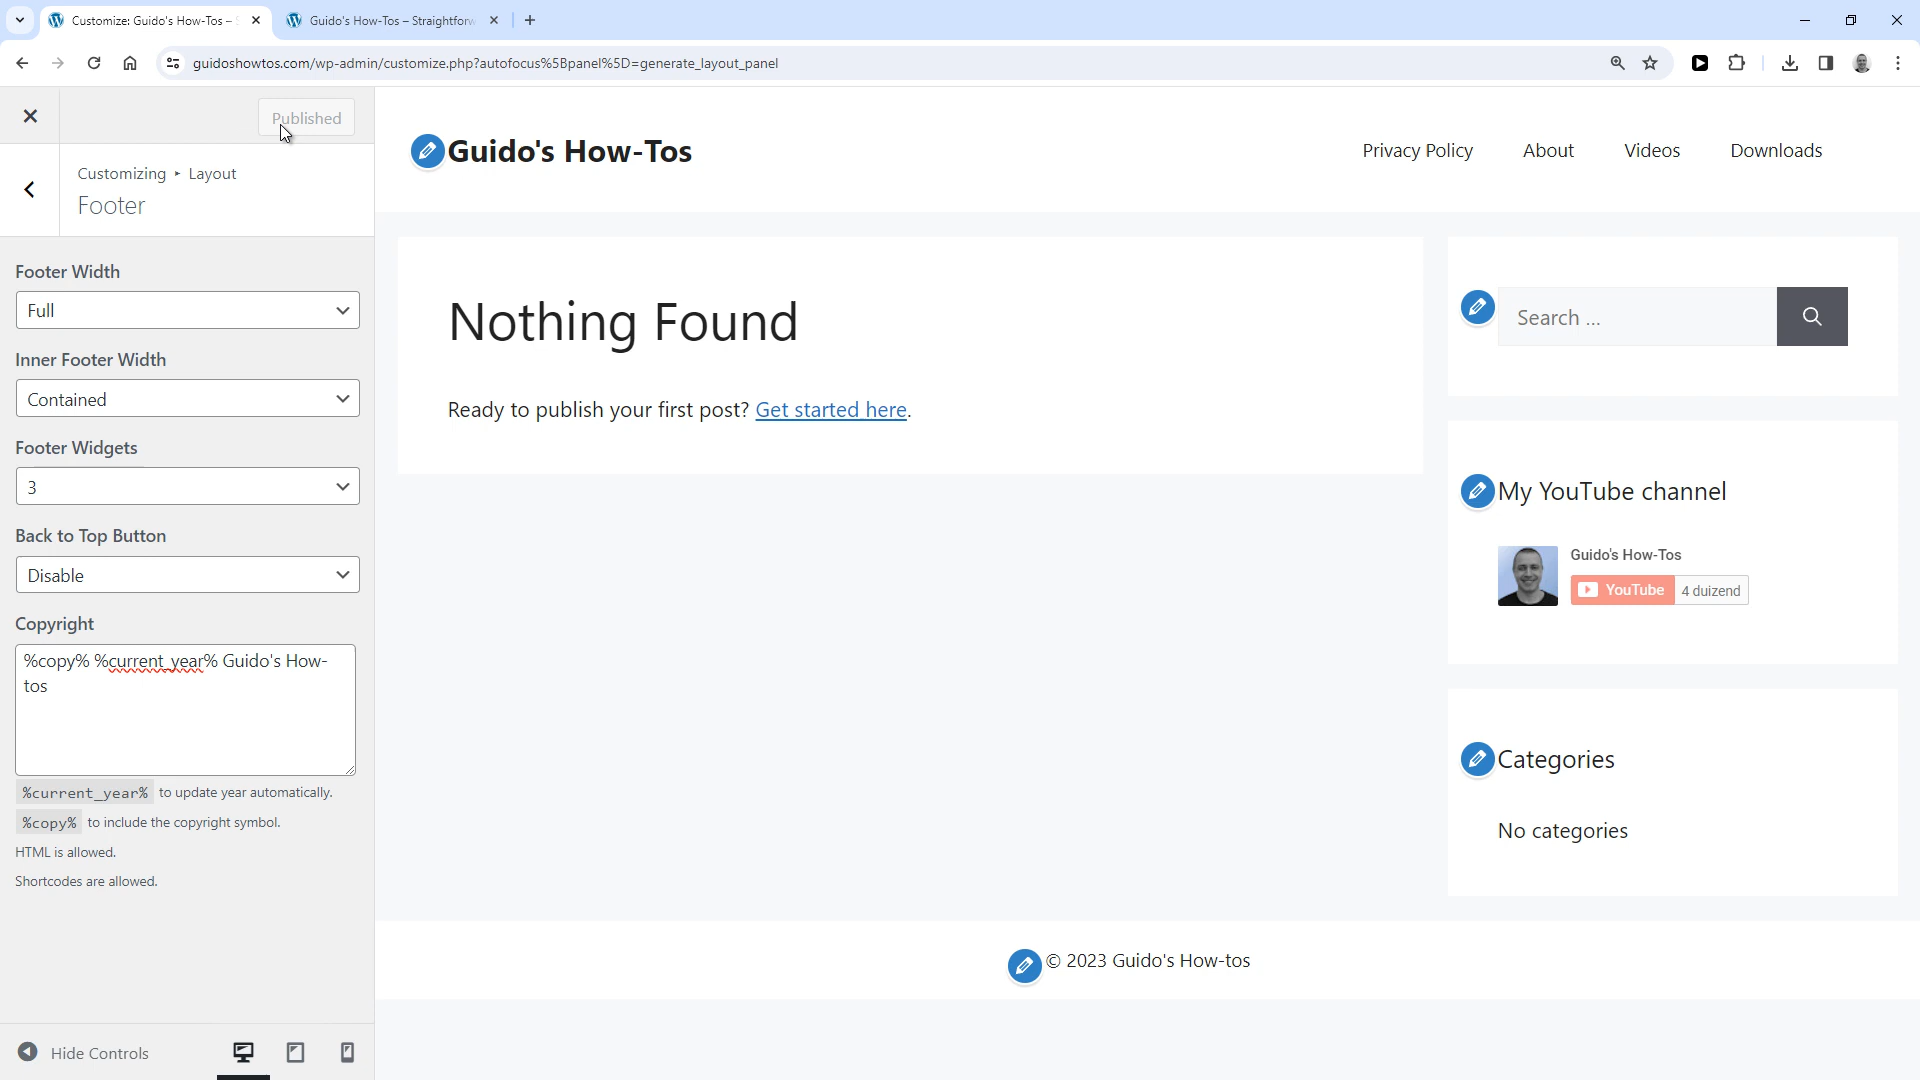 Customize: Guido's How-Tos –
Guido's How-Tos – Straightforw
guidoshowtos.com/wp-admin/customize.php?autofocus%5Bpanel%5D=generate_layout_panel
Published
Customizing ▸ Layout
Footer
Footer Width
Full
Inner Footer Width
Contained
Footer Widgets
3
Back to Top Button
Disable
Copyright
%copy% %current_year% Guido's How-
tos
%current_year% to update year automatically.
%copy% to include the copyright symbol.
HTML is allowed.
Shortcodes are allowed.
Hide Controls
Guido's How-Tos
Privacy Policy
About
Videos
Downloads
Nothing Found
Ready to publish your first post? Get started here.
Search ...
My YouTube channel
Guido's How-Tos
YouTube
4 duizend
Categories
No categories
© 2023 Guido's How-tos